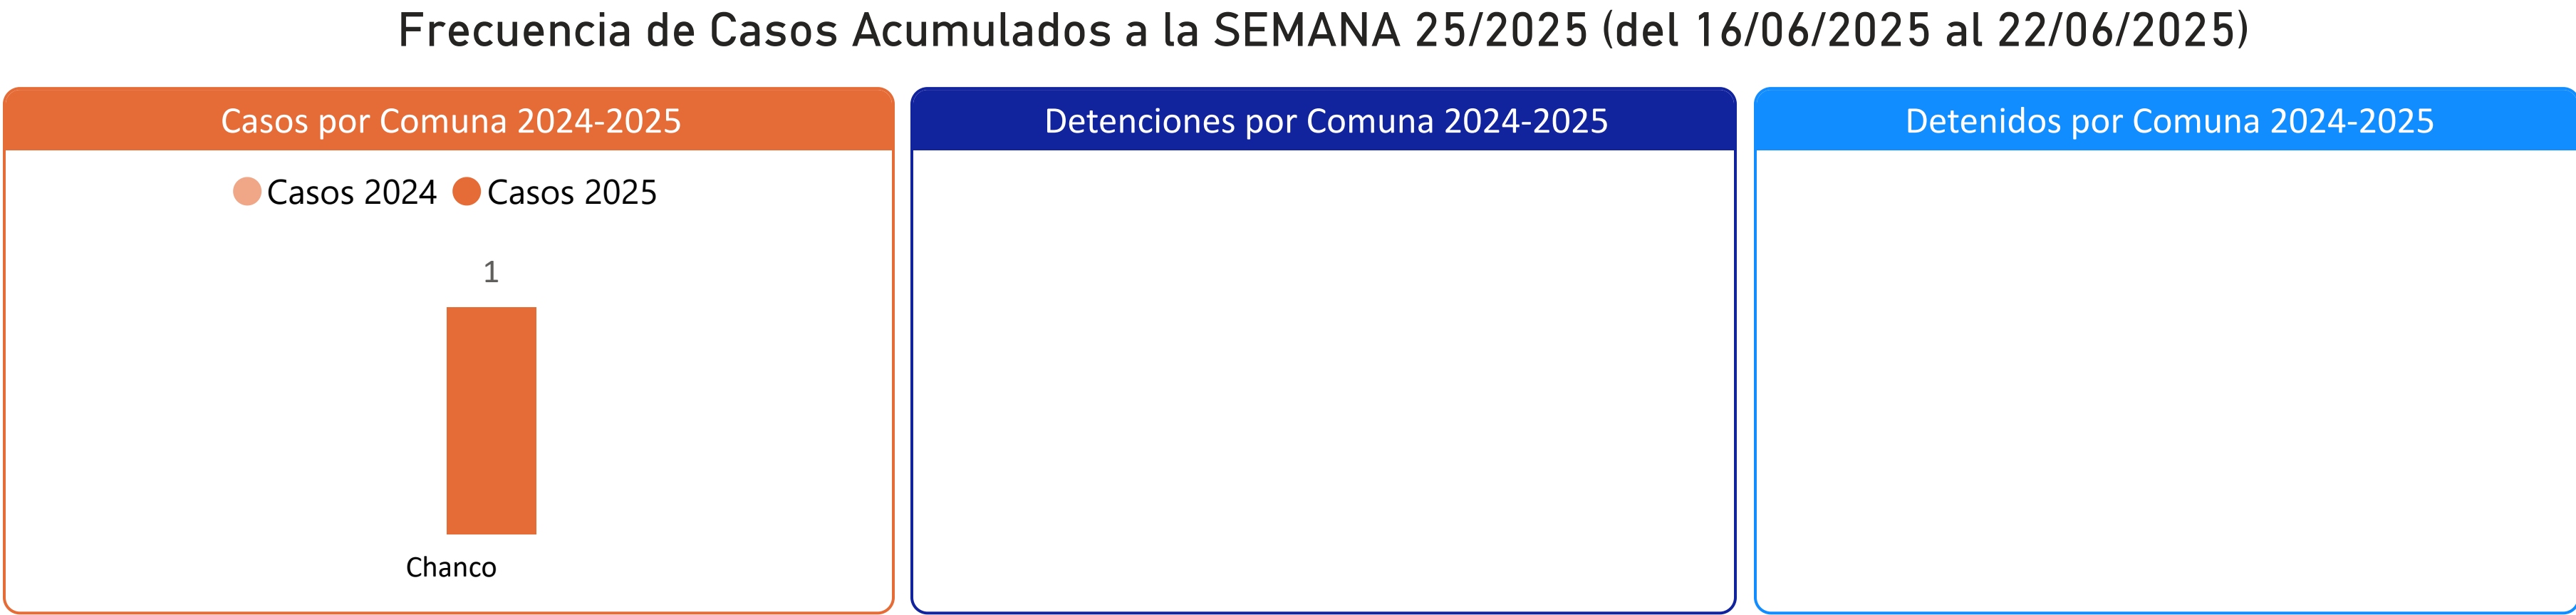 Frecuencia de Casos Acumulados a la SEMANA 25/2025 (del 16/06/2025 al 22/06/2025)
Casos por Comuna 2024-2025
Casos 2024 Casos 2025
1
Chanco
Detenciones por Comuna 2024-2025
Detenidos por Comuna 2024-2025